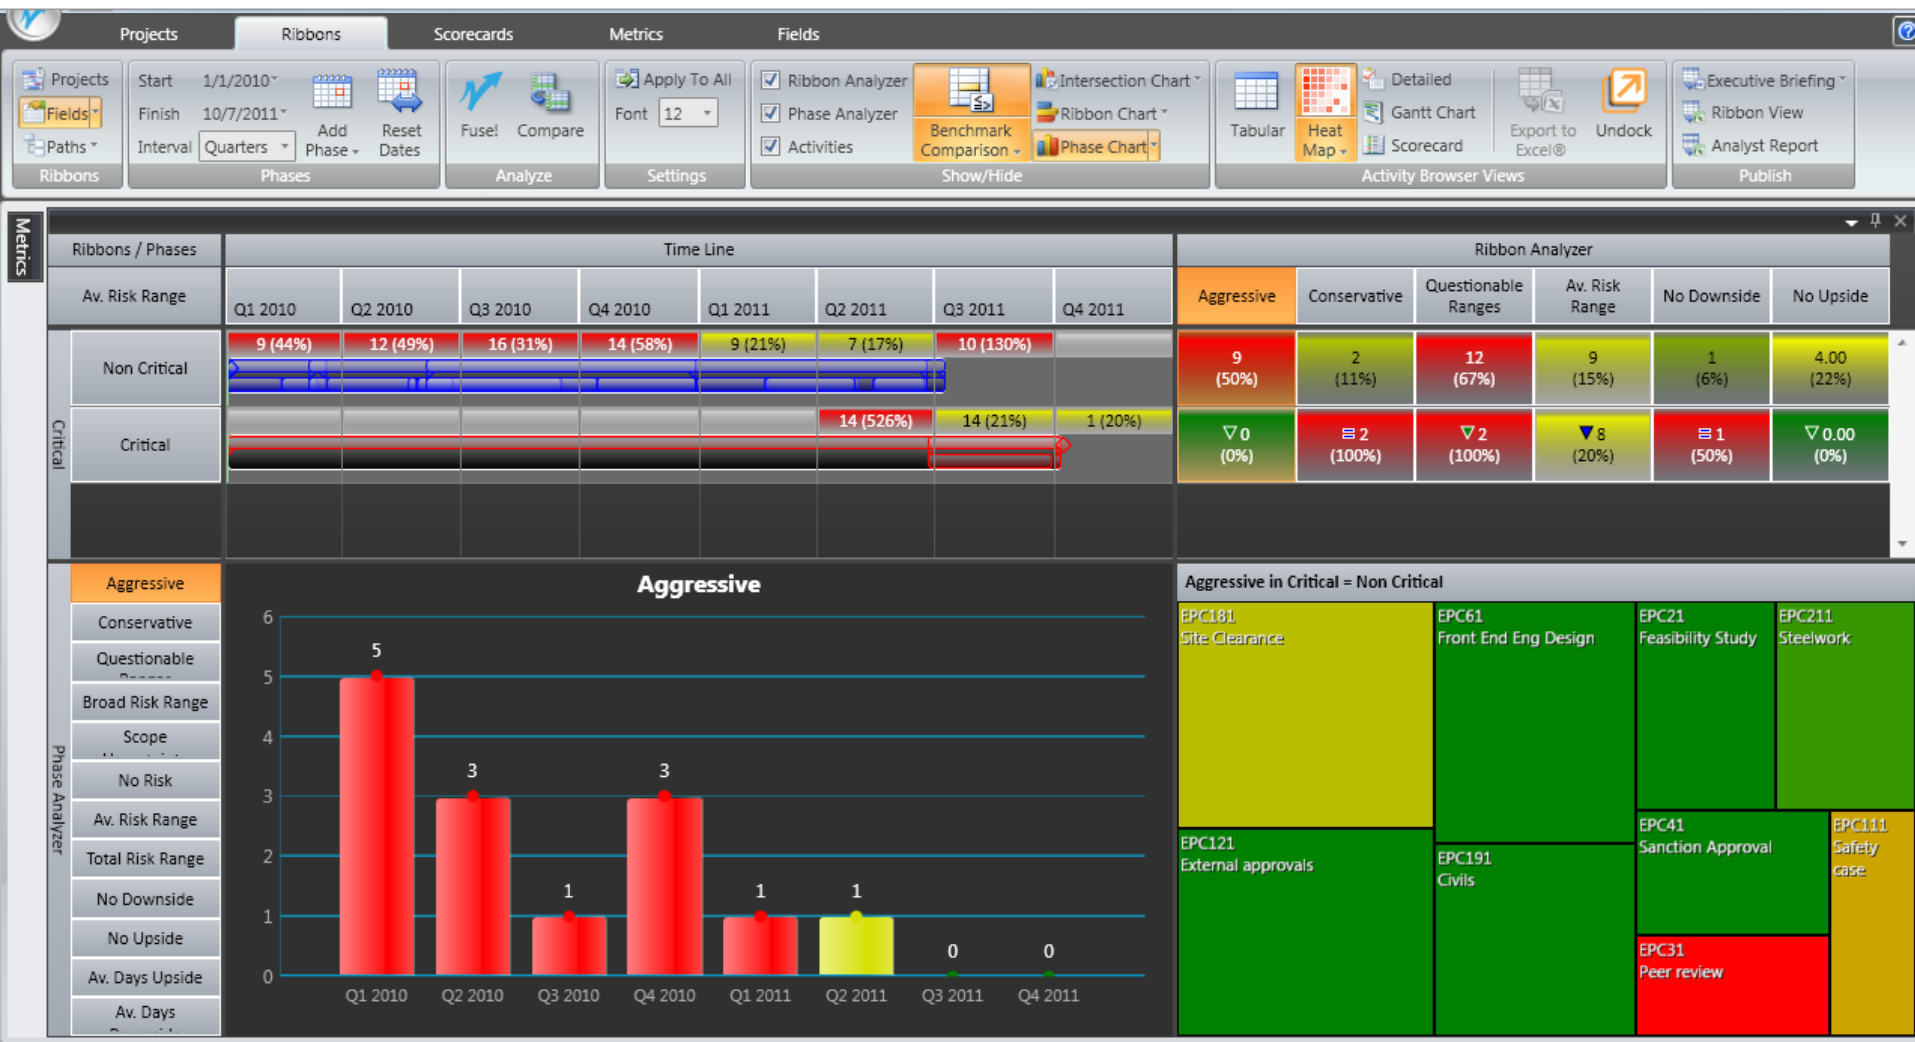 Projects
Ribbons
Scorecards
Metrics
Fields
Projects
Fields
Paths
Ribbons
Start 1/1/2010
Finish 10/7/2011
Interval Quarters
Add Phase
Reset Dates
Phases
Fuse!
Compare
Analyze
Apply To All
Font 12
Settings
Ribbon Analyzer
Phase Analyzer
Activities
Benchmark Comparison
Intersection Chart
Ribbon Chart
Phase Chart
Show/Hide
Tabular
Heat Map
Detailed
Gantt Chart
Scorecard
Export to Excel®
Undock
Activity Browser Views
Executive Briefing
Ribbon View
Analyst Report
Publish
Metrics
Ribbons / Phases
Time Line
Ribbon Analyzer
Av. Risk Range
Q1 2010
Q2 2010
Q3 2010
Q4 2010
Q1 2011
Q2 2011
Q3 2011
Q4 2011
Aggressive
Conservative
Questionable Ranges
Av. Risk Range
No Downside
No Upside
Critical
Non Critical
9 (44%)
12 (49%)
16 (31%)
14 (58%)
9 (21%)
7 (17%)
10 (130%)
9 (50%)
2 (11%)
12 (67%)
9 (15%)
1 (6%)
4.00 (22%)
Critical
14 (526%)
14 (21%)
1 (20%)
0 (0%)
2 (100%)
2 (100%)
8 (20%)
1 (50%)
0.00 (0%)
Phase Analyzer
Aggressive
Conservative
Questionable
Broad Risk Range
Scope
No Risk
Av. Risk Range
Total Risk Range
No Downside
No Upside
Av. Days Upside
Av. Days
Aggressive
6
5
4
3
2
1
0
5
3
1
3
1
1
0
0
Q1 2010
Q2 2010
Q3 2010
Q4 2010
Q1 2011
Q2 2011
Q3 2011
Q4 2011
Aggressive in Critical = Non Critical
EPC181
Site Clearance
EPC61
Front End Eng Design
EPC21
Feasibility Study
EPC211
Steelwork
EPC121
External approvals
EPC191
Civils
EPC41
Sanction Approval
EPC111
Safety
case
EPC31
Peer review